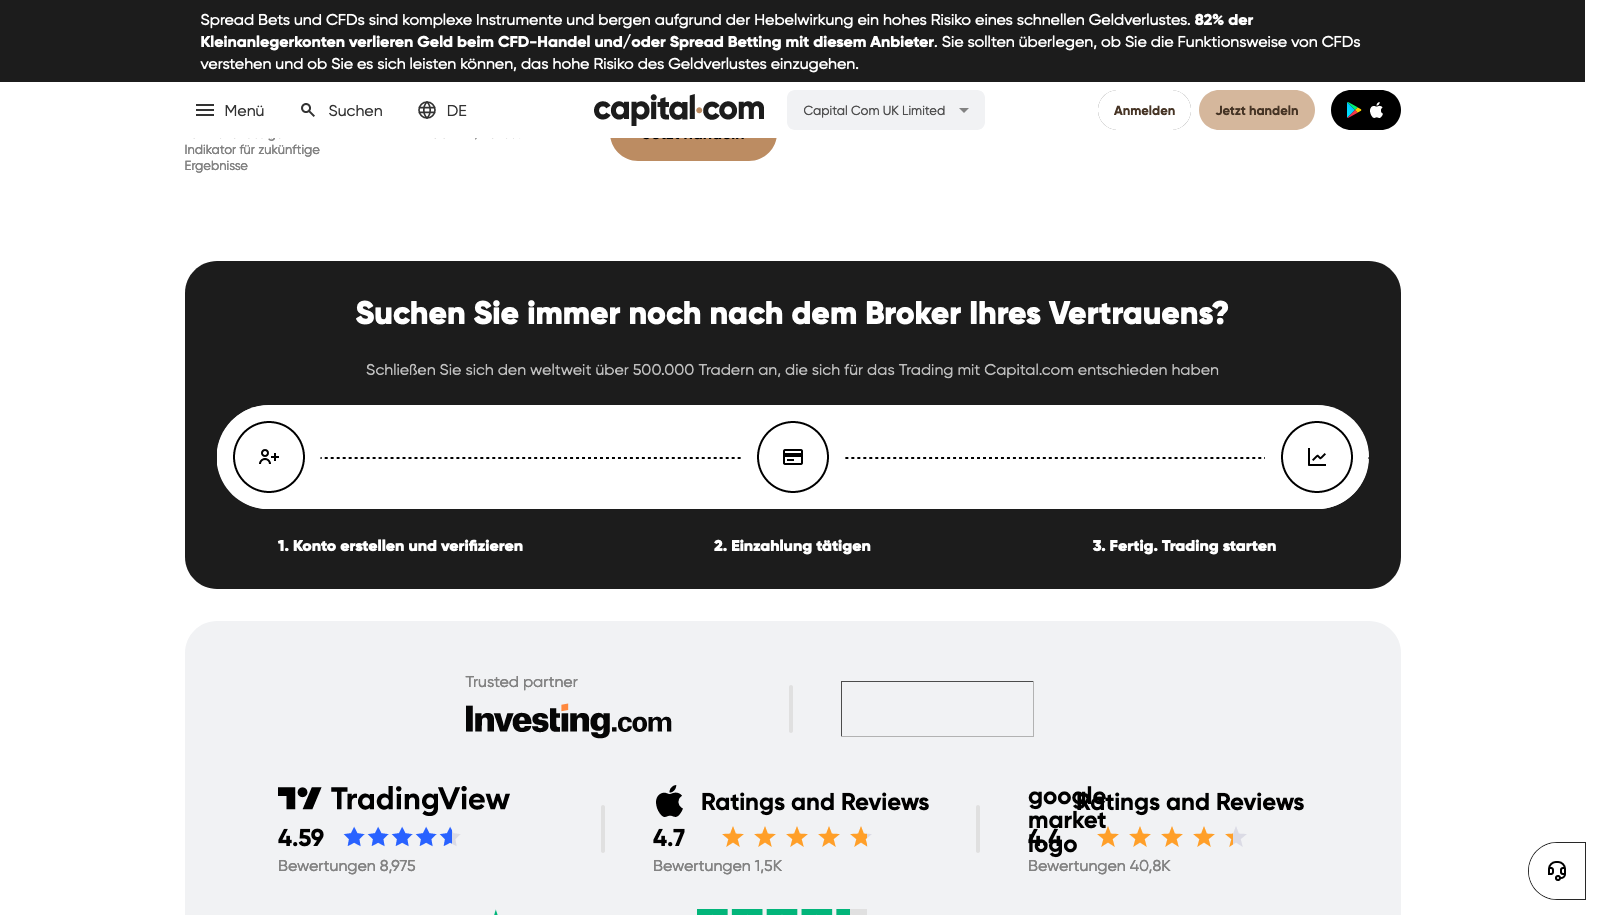 Spread Bets und CFDs sind komplexe Instrumente und bergen aufgrund der Hebelwirkung ein hohes Risiko eines schnellen Geldverlustes. 82% der
Kleinanlegerkonten verlieren Geld beim CFD-Handel und/oder Spread Betting mit diesem Anbieter. Sie sollten überlegen, ob Sie die Funktionsweise von CFDs
verstehen und ob Sie es sich leisten können, das hohe Risiko des Geldverlustes einzugehen.
Menü
Suchen
DE
capital.com
Capital Com UK Limited
Anmelden
Jetzt handeln
Indikator für zukünftige
Ergebnisse
Suchen Sie immer noch nach dem Broker Ihres Vertrauens?
Schließen Sie sich den weltweit über 500.000 Tradern an, die sich für das Trading mit Capital.com entschieden haben
1. Konto erstellen und verifizieren
2. Einzahlung tätigen
3. Fertig. Trading starten
Trusted partner
Investing.com
TradingView
4.59
Bewertungen 8,975
Ratings and Reviews
4.7
Bewertungen 1,5K
google
market
logo
Ratings and Reviews
4.4
Bewertungen 40,8K